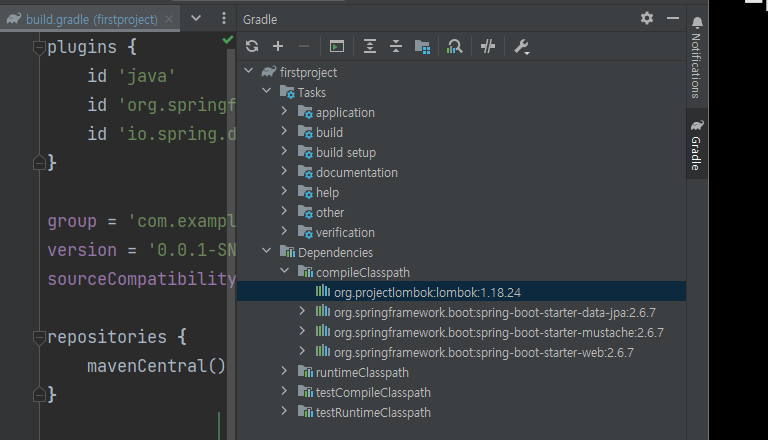 build.gradle (firstproject)
plugins {
id 'java'
id 'org.springf
id 'io.spring.d
}
group = 'com.example
version = '0.0.1-SN
sourceCompatibility
repositories {
mavenCentral()
}
Gradle
firstproject
Tasks
application
build
build setup
documentation
help
other
verification
Dependencies
compileClasspath
org.projectlombok:lombok:1.18.24
org.springframework.boot:spring-boot-starter-data-jpa:2.6.7
org.springframework.boot:spring-boot-starter-mustache:2.6.7
org.springframework.boot:spring-boot-starter-web:2.6.7
runtimeClasspath
testCompileClasspath
testRuntimeClasspath
Notifications
Gradle